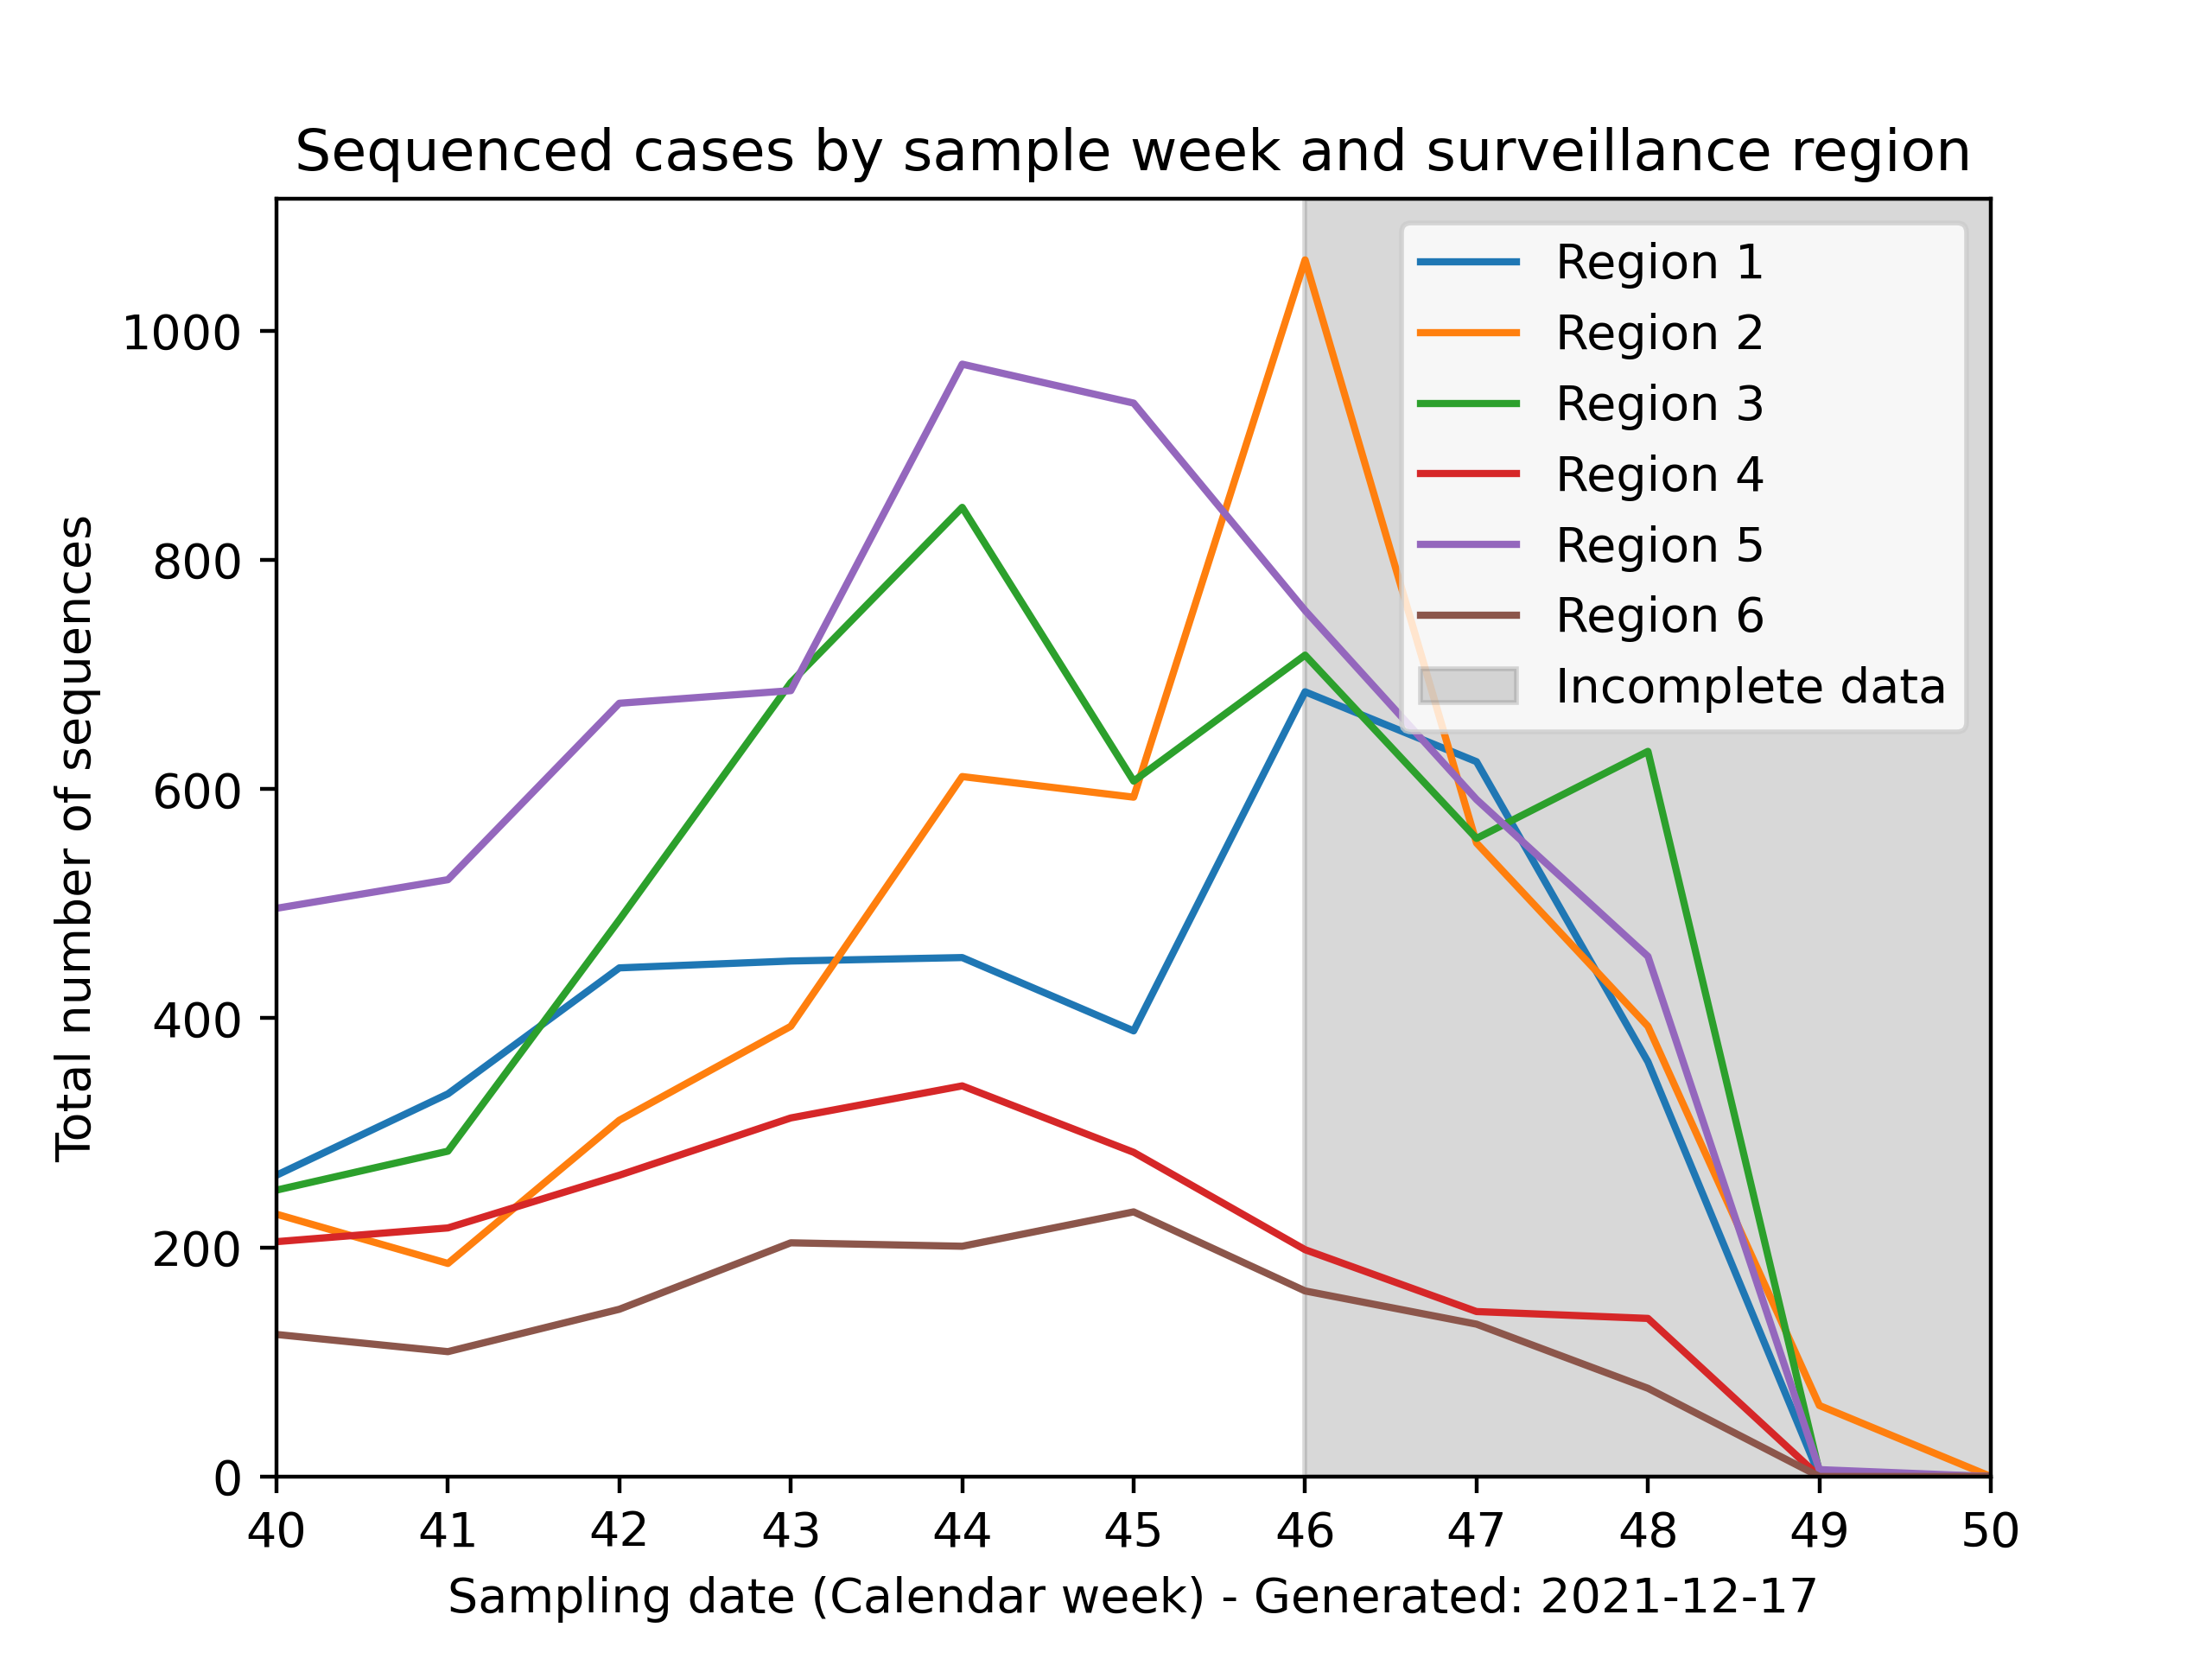 Sequenced cases by sample week and surveillance region
Total number of sequences
1000
800
600
400
200
0
Region 1
Region 2
Region 3
Region 4
Region 5
Region 6
Incomplete data
40 41 42 43 44 45 46 47 48 49 50
Sampling date (Calendar week) - Generated: 2021-12-17